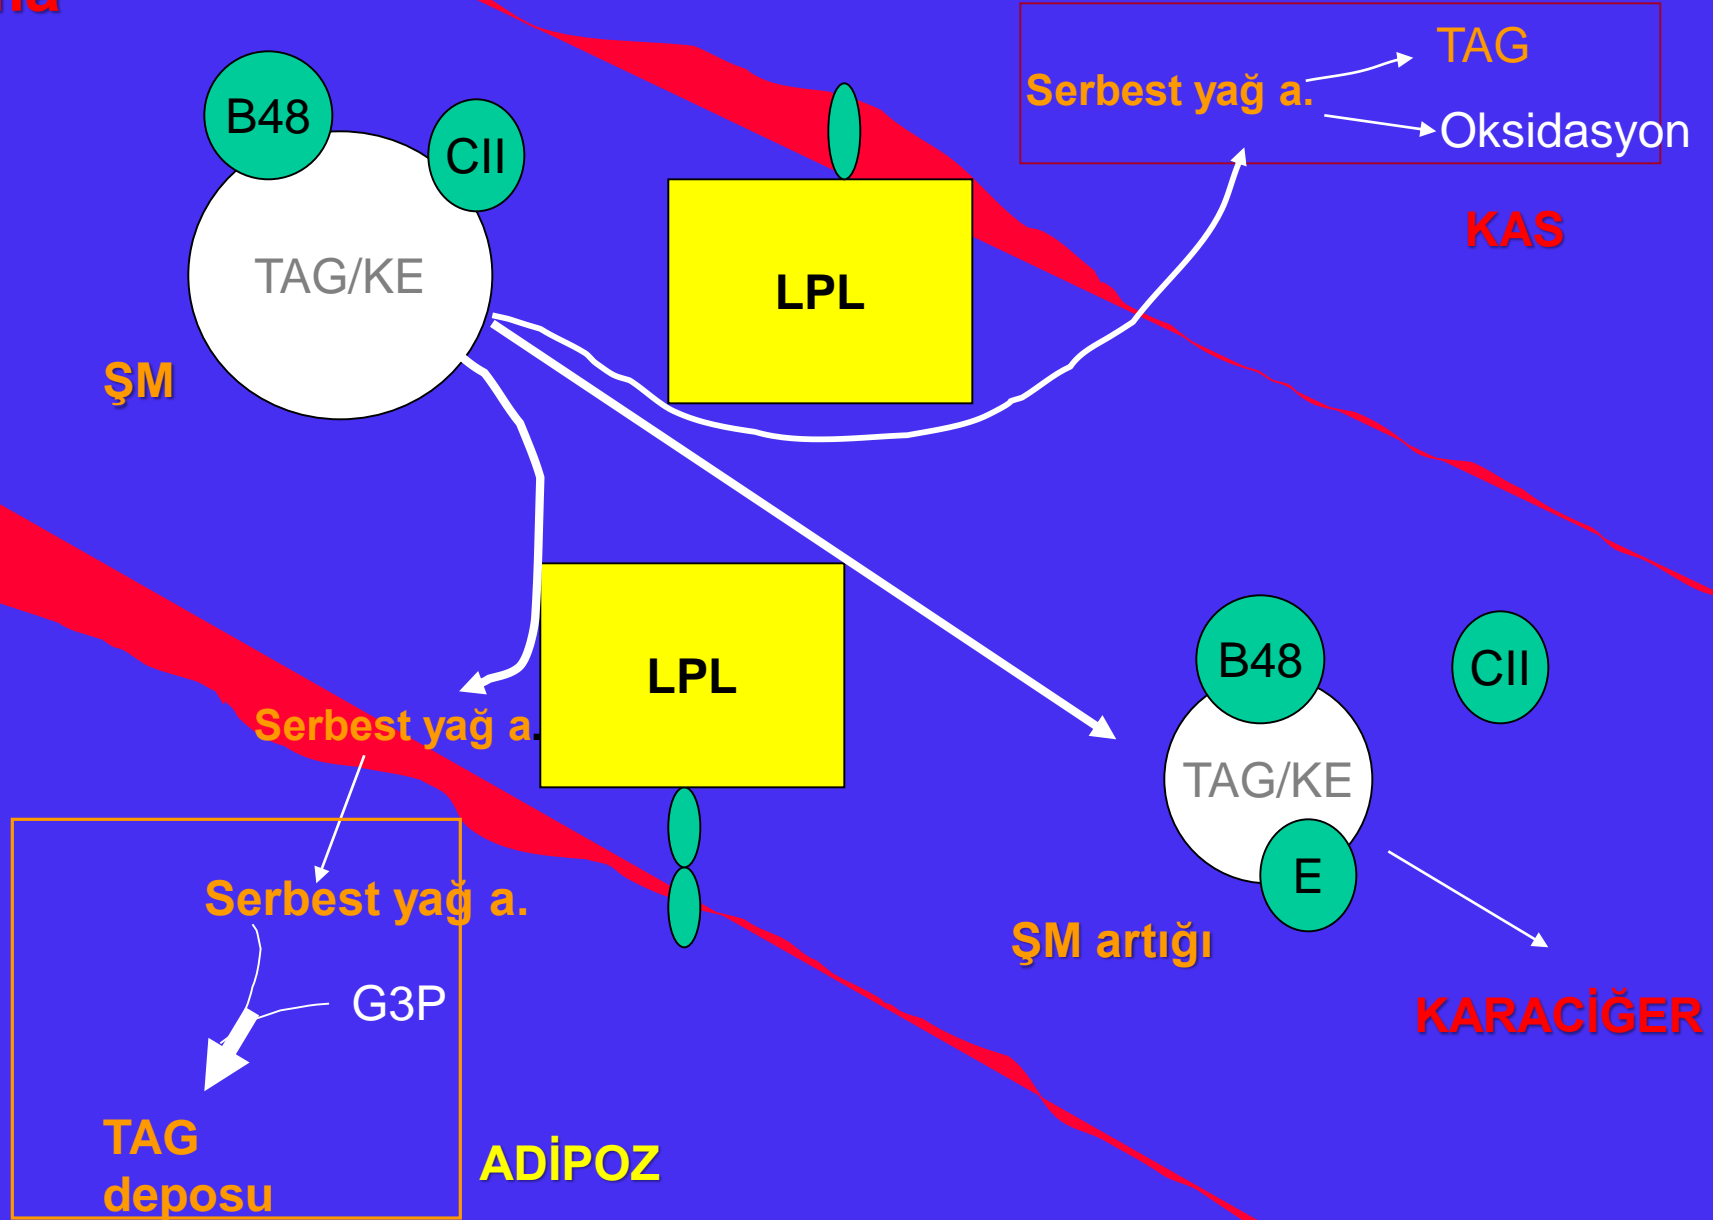 B48
CII
TAG/KE
ŞM
LPL
Serbest yağ a.
TAG
Oksidasyon
KAS
LPL
Serbest yağ a.
Serbest yağ a.
G3P
TAG
deposu
ADİPOZ
B48
CII
TAG/KE
E
ŞM artığı
KARACİĞER